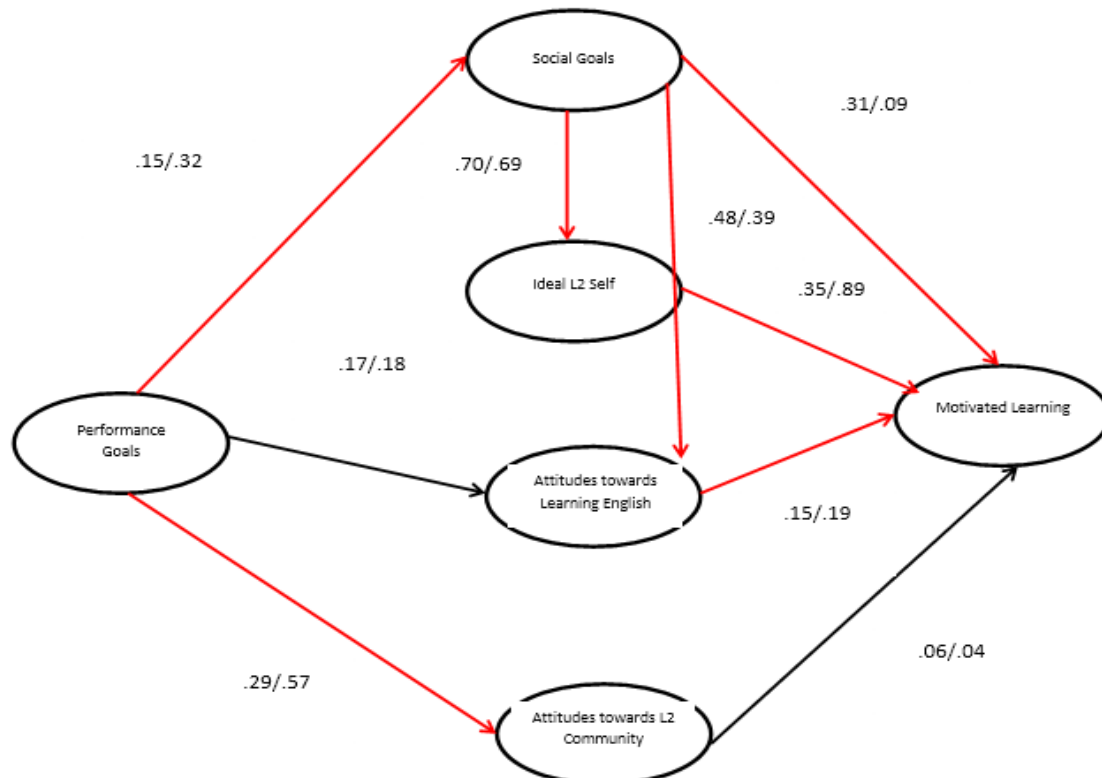 Social Goals
.31/.09
.15/.32
.70/.69
.48/.39
Ideal L2 Self
.35/.89
.17/.18
Motivated Learning
Performance
Goals
Attitudes towards
Learning English
.15/.19
.06/.04
.29/.57
Attitudes towards L2
Community